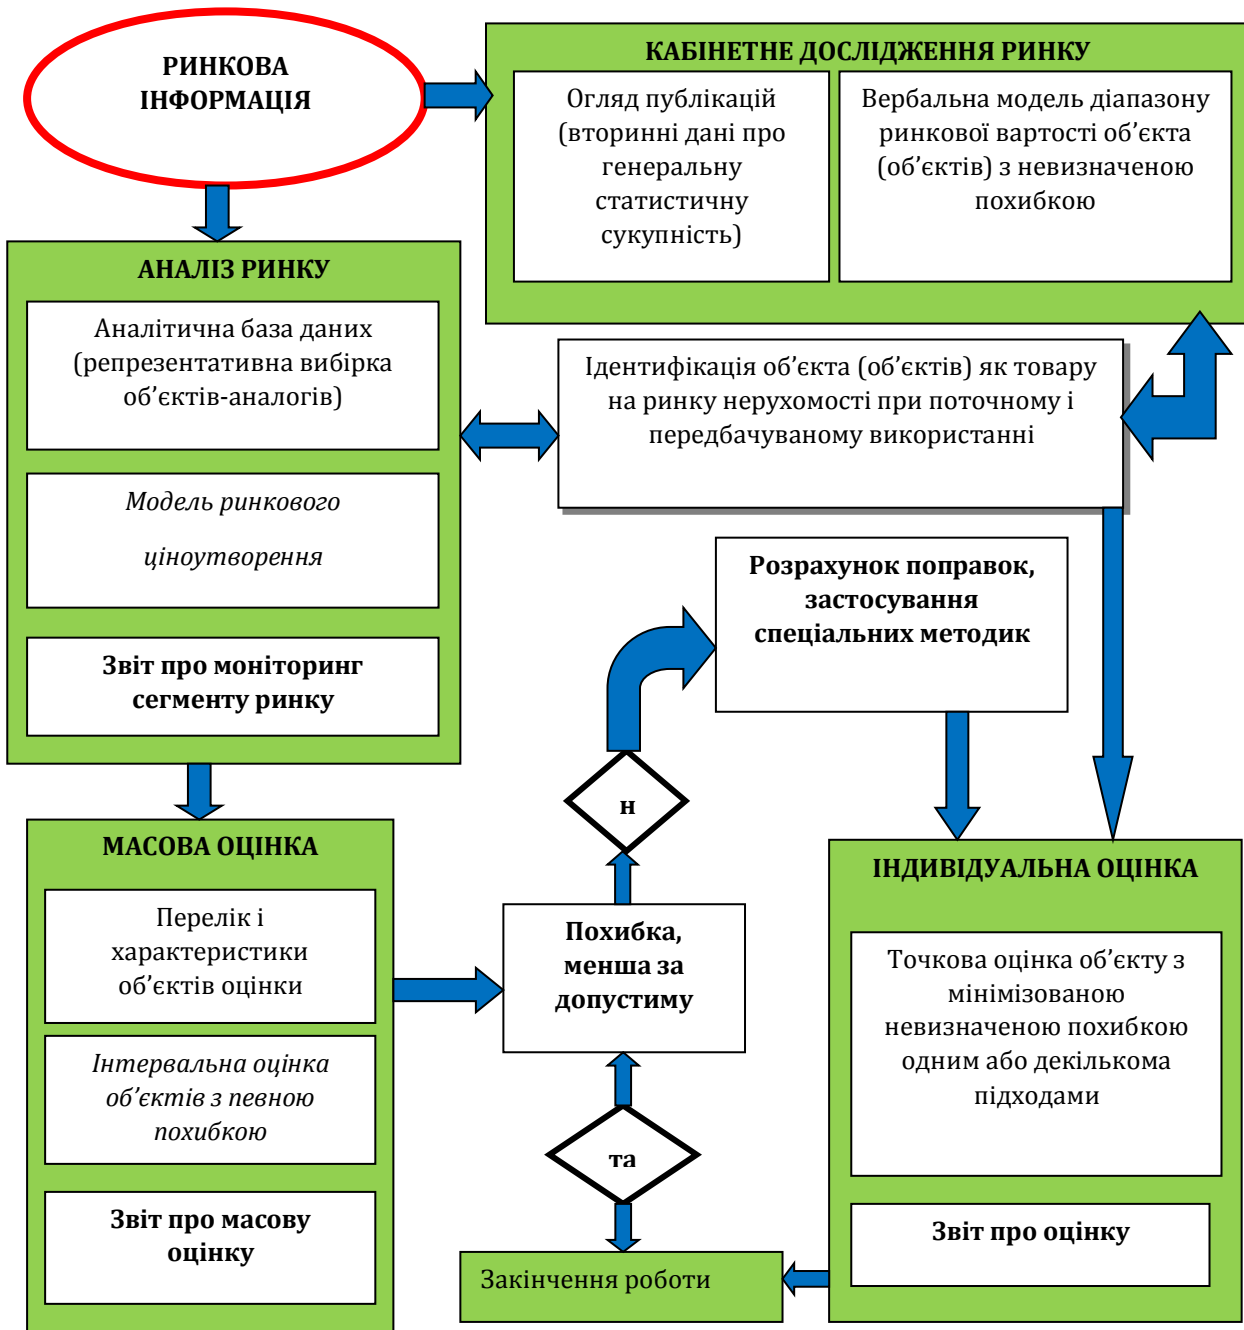 РИНКОВА
ІНФОРМАЦІЯ
КАБІНЕТНЕ ДОСЛІДЖЕННЯ РИНКУ
Огляд публікацій
(вторинні дані про
генеральну
статистичну
сукупність)
Вербальна модель діапазону
ринкової вартості об’єкта
(об’єктів) з невизначеною
похибкою
АНАЛІЗ РИНКУ
Аналітична база даних
(репрезентативна вибірка
об’єктів-аналогів)
Модель ринкового
ціноутворення
Звіт про моніторинг
сегменту ринку
Ідентифікація об’єкта (об’єктів) як товару
на ринку нерухомості при поточному і
передбачуваному використанні
Розрахунок поправок,
застосування
спеціальних методик
н
МАСОВА ОЦІНКА
Перелік і
характеристики
об’єктів оцінки
Інтервальна оцінка
об’єктів з певною
похибкою
Звіт про масову
оцінку
Похибка,
менша за
допустиму
та
Закінчення роботи
ІНДИВІДУАЛЬНА ОЦІНКА
Точкова оцінка об’єкту з
мінімізованою
невизначеною похибкою
одним або декількома
підходами
Звіт про оцінку